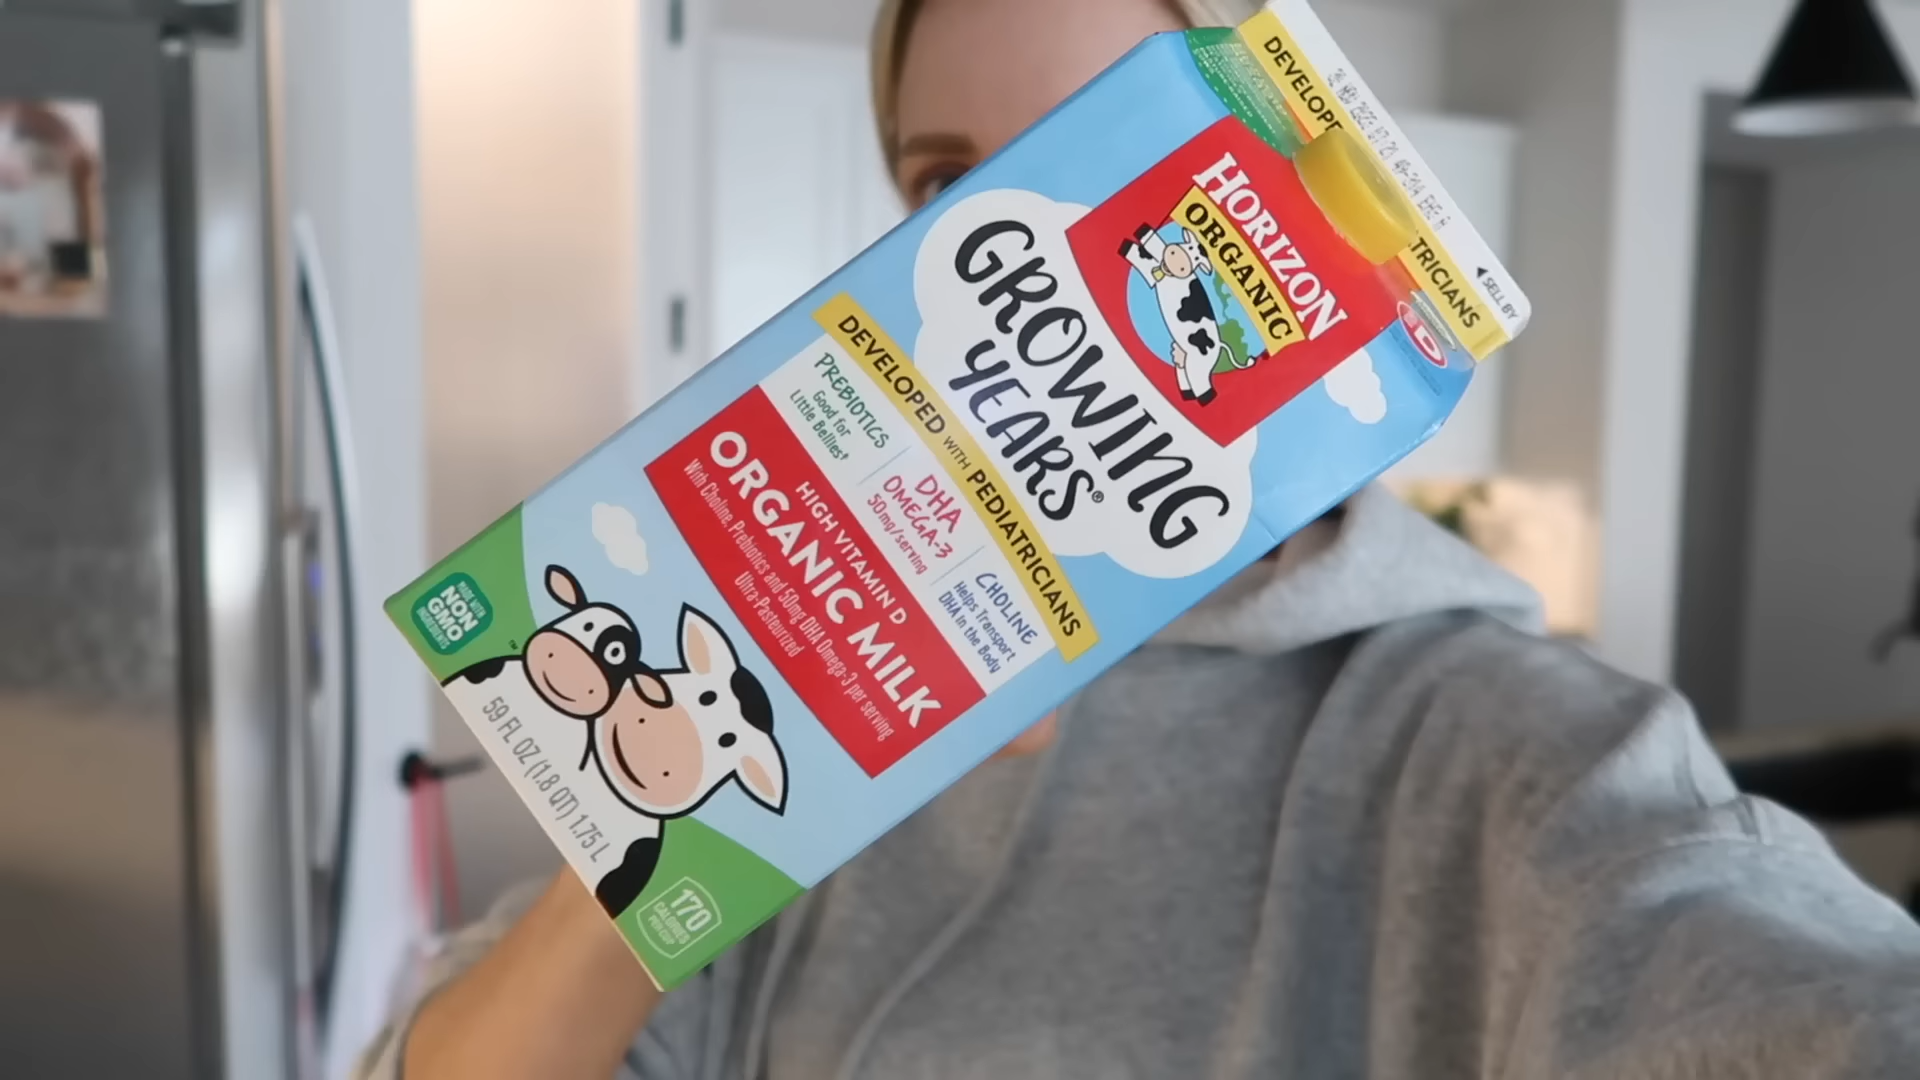 DEVELOPE
TRICIANS
SELL BY
HORIZON
ORGANIC
GROWING
YEARS®
DEVELOPED WITH PEDIATRICIANS
PREBIOTICS
Good for
Little Bellies†
DHA
OMEGA-3
50mg/serving
CHOLINE
Helps Transport
DHA in the Body
HIGH VITAMIN D
ORGANIC MILK
With Choline, Prebiotics and 50mg DHA Omega-3 per serving
Ultra-Pasteurized
MADE WITH
NON
GMO
INGREDIENTS
TM
59 FL OZ (1.8 QT) 1.75 L
170
CALORIES
PER CUP